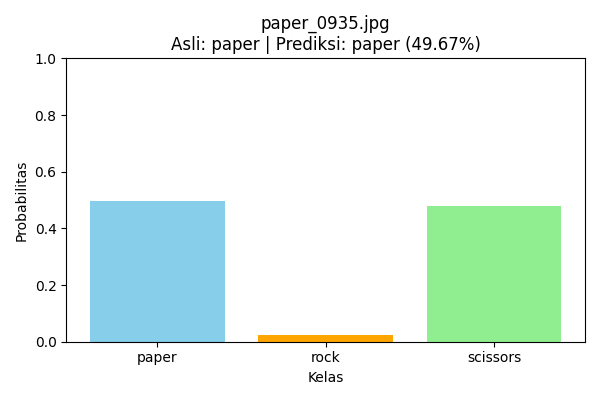 paper_0935.jpg
Asli: paper | Prediksi: paper (49.67%)
1.0
0.8
0.6
0.4
0.2
0.0
Probabilitas
paper rock scissors
Kelas